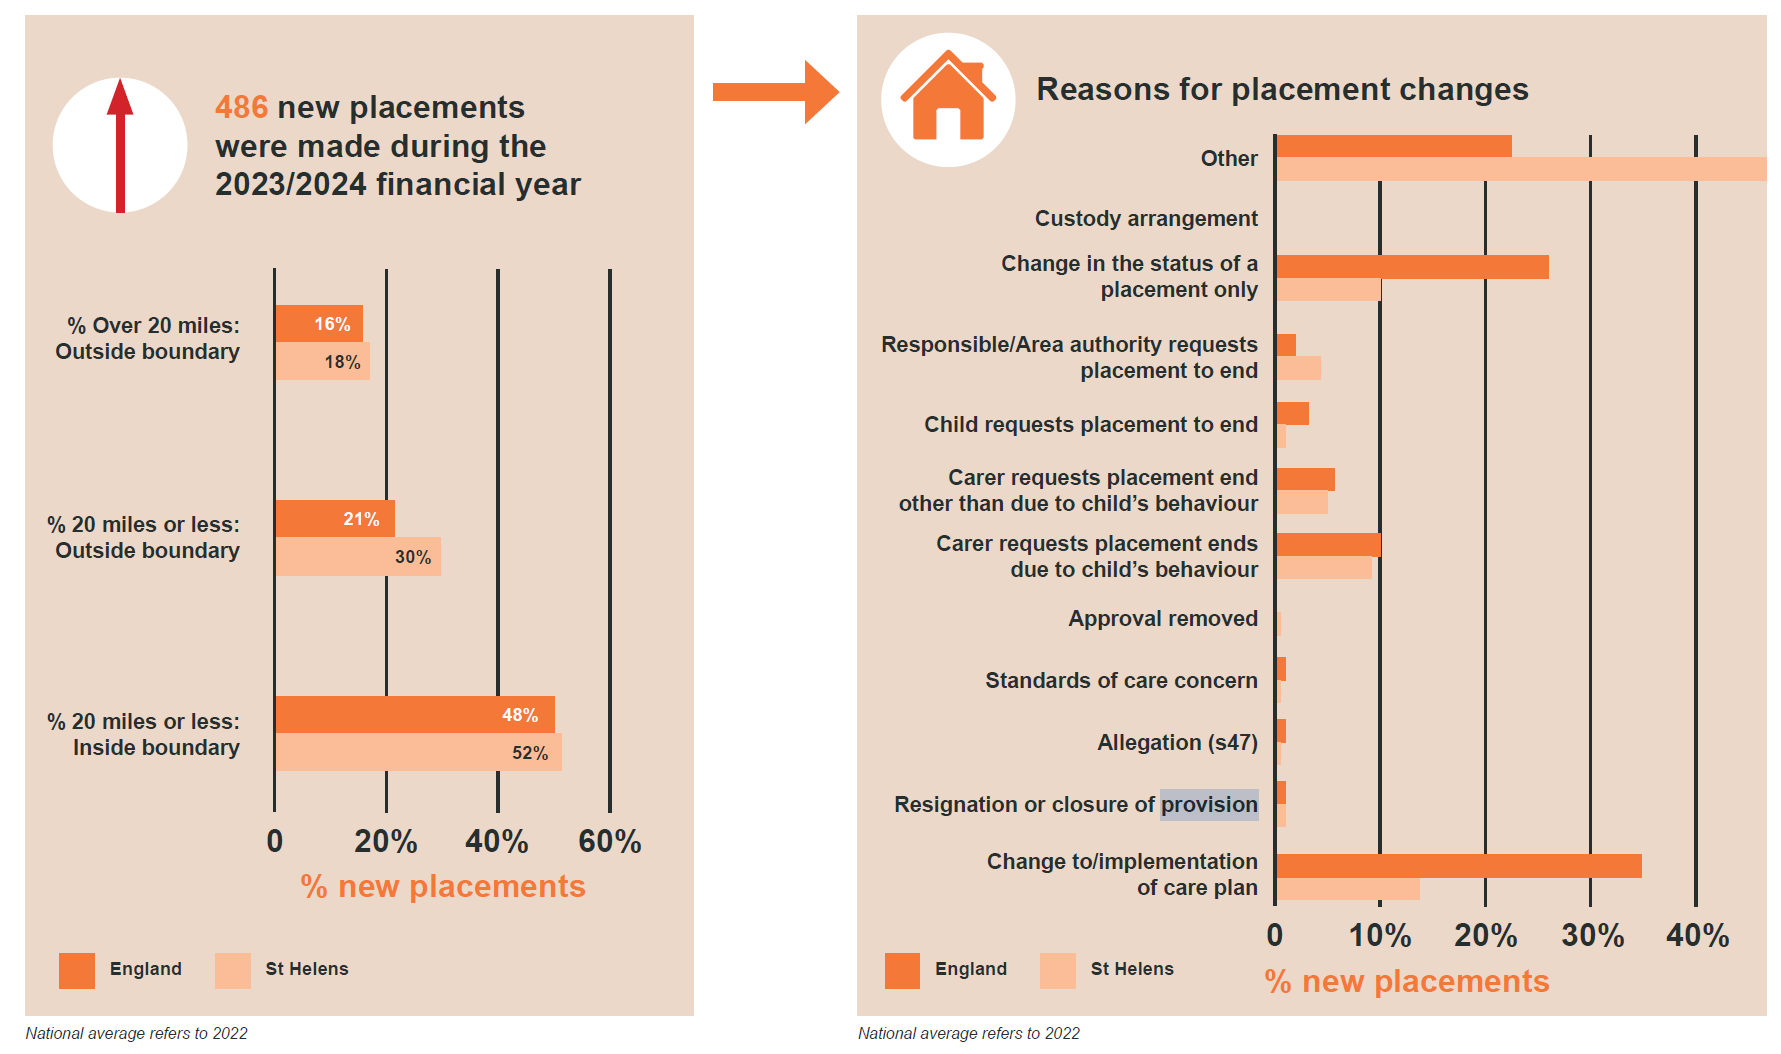 486 new placements
were made during the
2023/2024 financial year
% Over 20 miles:
Outside boundary
16%
18%
% 20 miles or less:
Outside boundary
21%
30%
% 20 miles or less:
Inside boundary
48%
52%
0 20% 40% 60%
% new placements
England St Helens
National average refers to 2022
Reasons for placement changes
Other
Custody arrangement
Change in the status of a
placement only
Responsible/Area authority requests
placement to end
Child requests placement to end
Carer requests placement end
other than due to child’s behaviour
Carer requests placement ends
due to child’s behaviour
Approval removed
Standards of care concern
Allegation (s47)
Resignation or closure of provision
Change to/implementation
of care plan
0 10% 20% 30% 40%
% new placements
England St Helens
National average refers to 2022